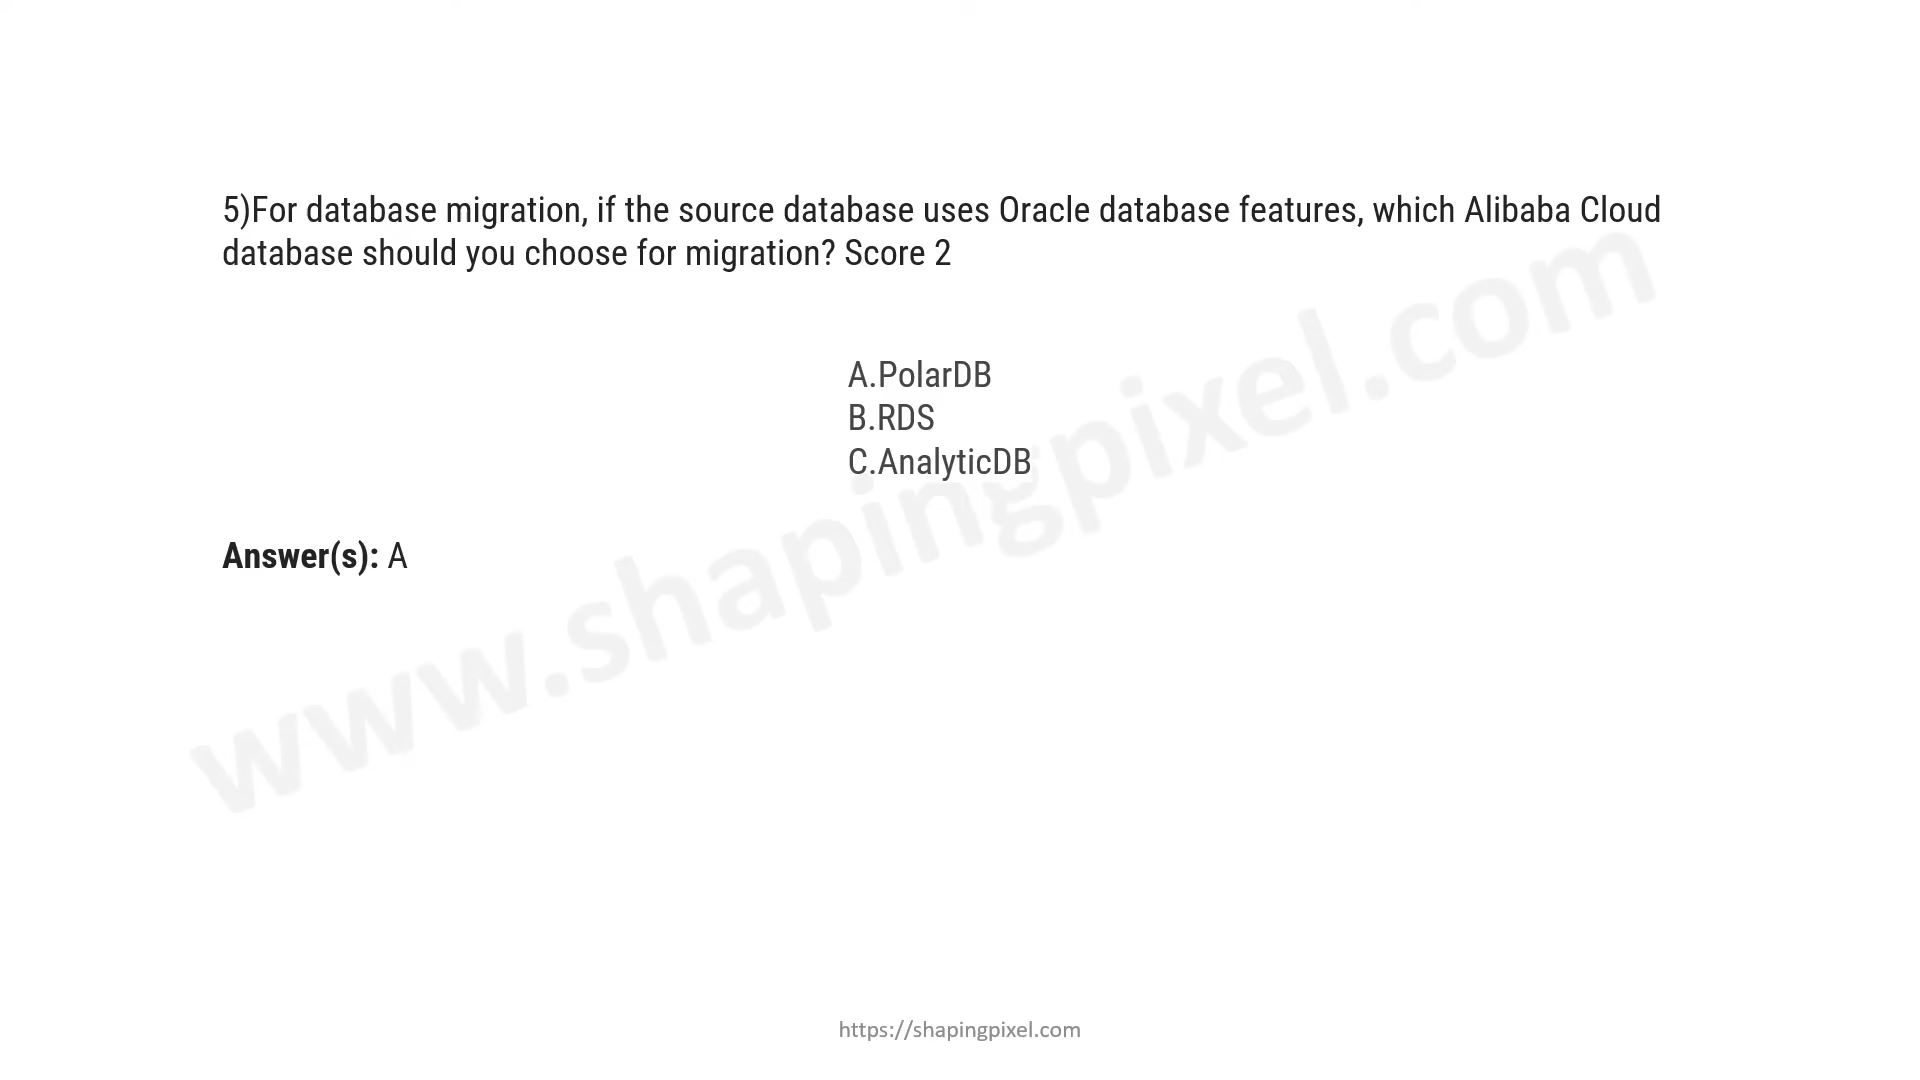 5)For database migration, if the source database uses Oracle database features, which Alibaba Cloud
database should you choose for migration? Score 2
A.PolarDB
B.RDS
C.AnalyticDB
Answer(s): A
www.shapingpixel.com
https://shapingpixel.com